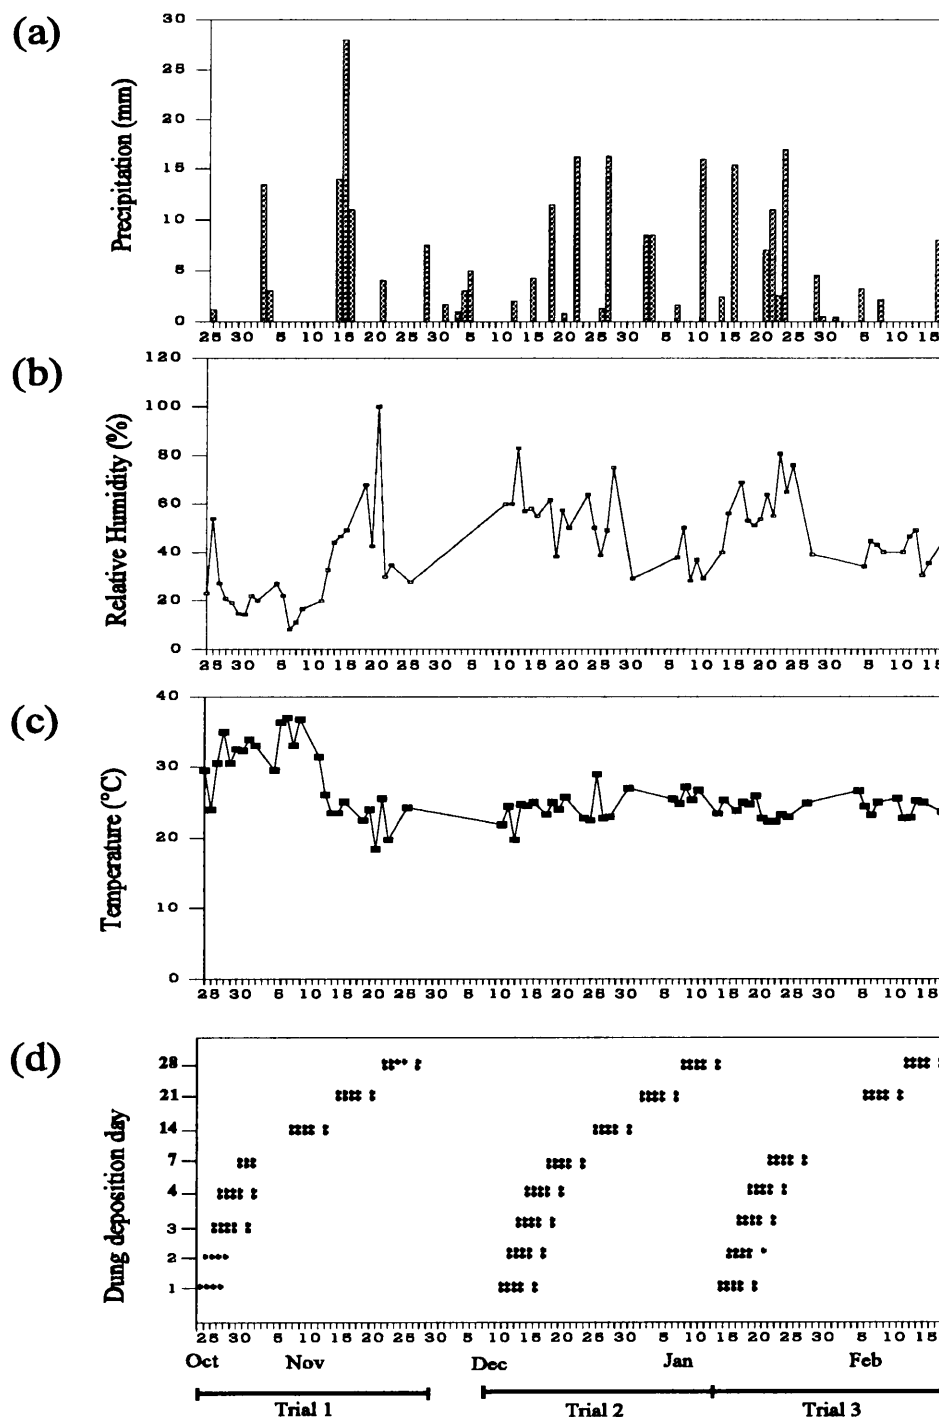 (a)
Precipitation (mm)
30
25
20
15
10
5
0
25 30 5 10 15 20 25 30 5 10 15 20 25 30 5 10 15 20 25 30 5 10 15
(b)
Relative Humidity (%)
120
100
80
60
40
20
0
25 30 5 10 15 20 25 30 5 10 15 20 25 30 5 10 15 20 25 30 5 10 15
(c)
Temperature (°C)
40
30
20
10
0
25 30 5 10 15 20 25 30 5 10 15 20 25 30 5 10 15 20 25 30 5 10 15
(d)
Dung deposition day
28
21
14
7
4
3
2
1
25 30 5 10 15 20 25 30 5 10 15 20 25 30 5 10 15 20 25 30 5 10 15
Oct Nov Dec Jan Feb
Trial 1 Trial 2 Trial 3